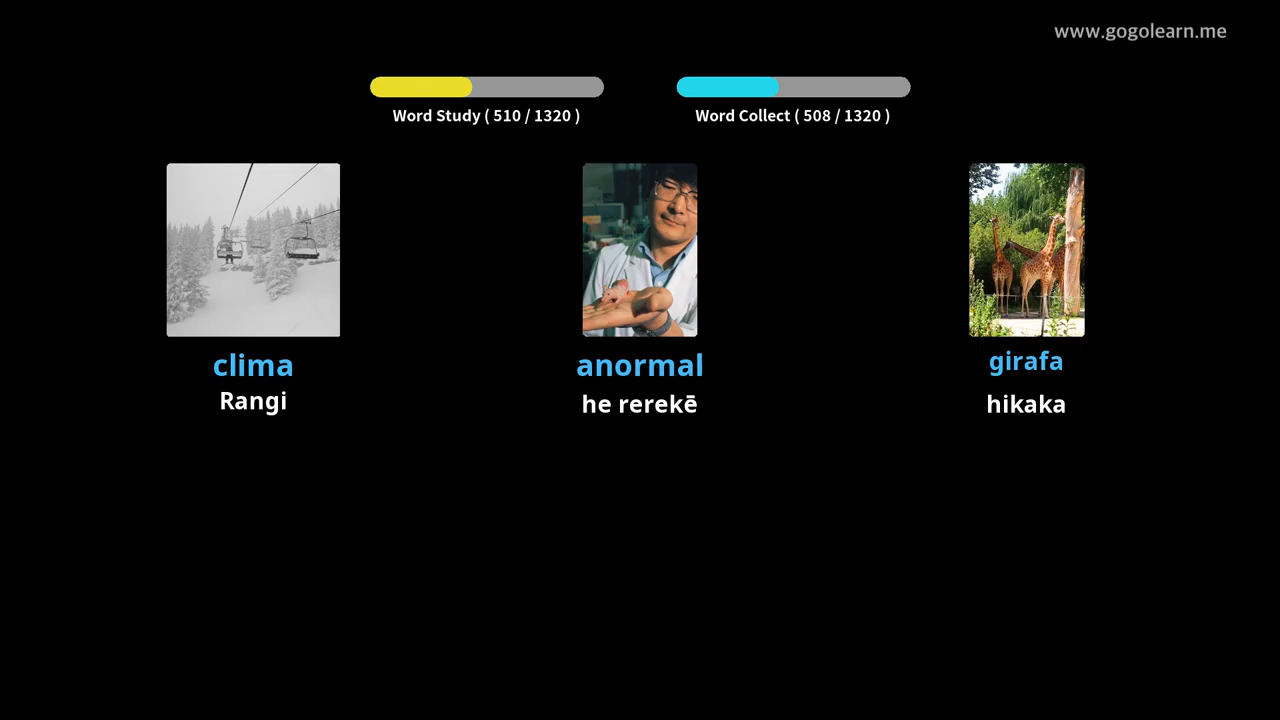 www.gogolearn.me
Word Study ( 510 / 1320 )
Word Collect ( 508 / 1320 )
clima
Rangi
anormal
he rerekē
girafa
hikaka